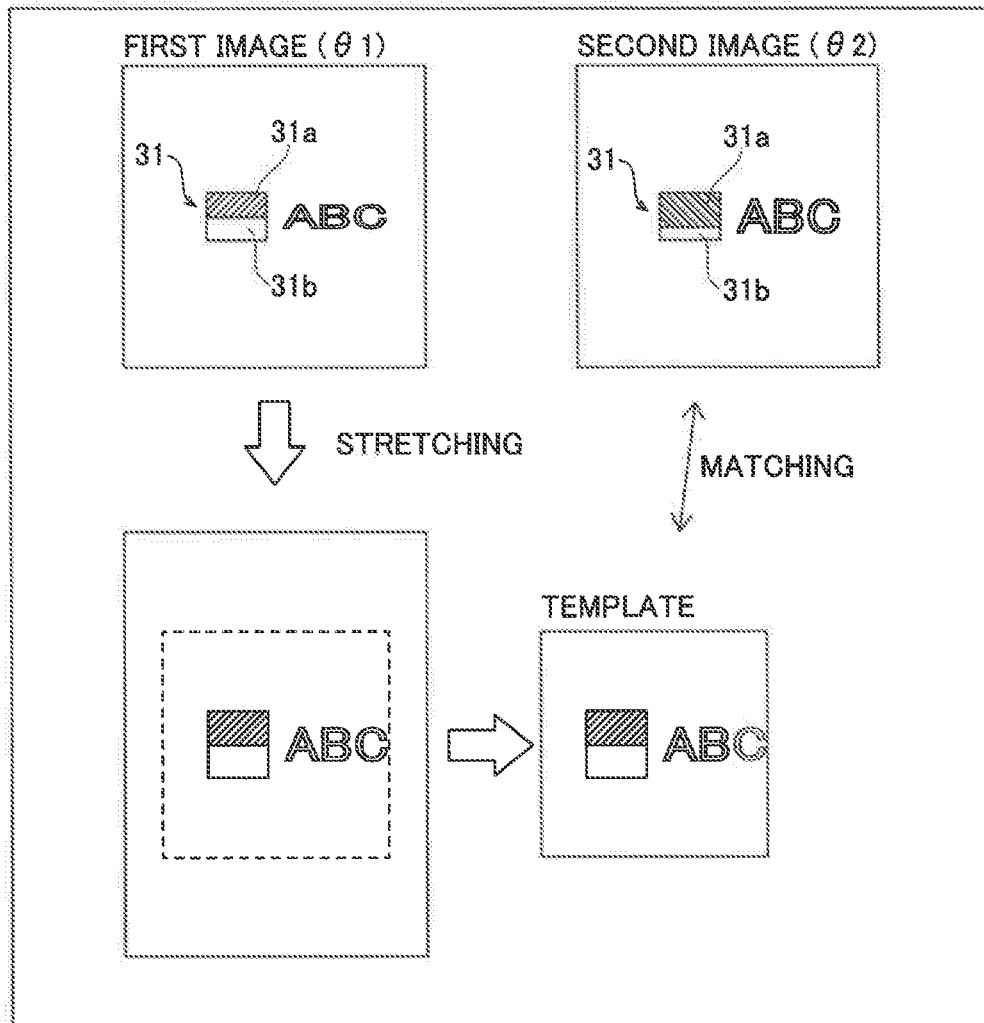 FIRST IMAGE (θ1)
SECOND IMAGE (θ2)
31a
31
ABC
31b
31a
31
ABC
31b
STRETCHING
MATCHING
TEMPLATE
ABC
ABC